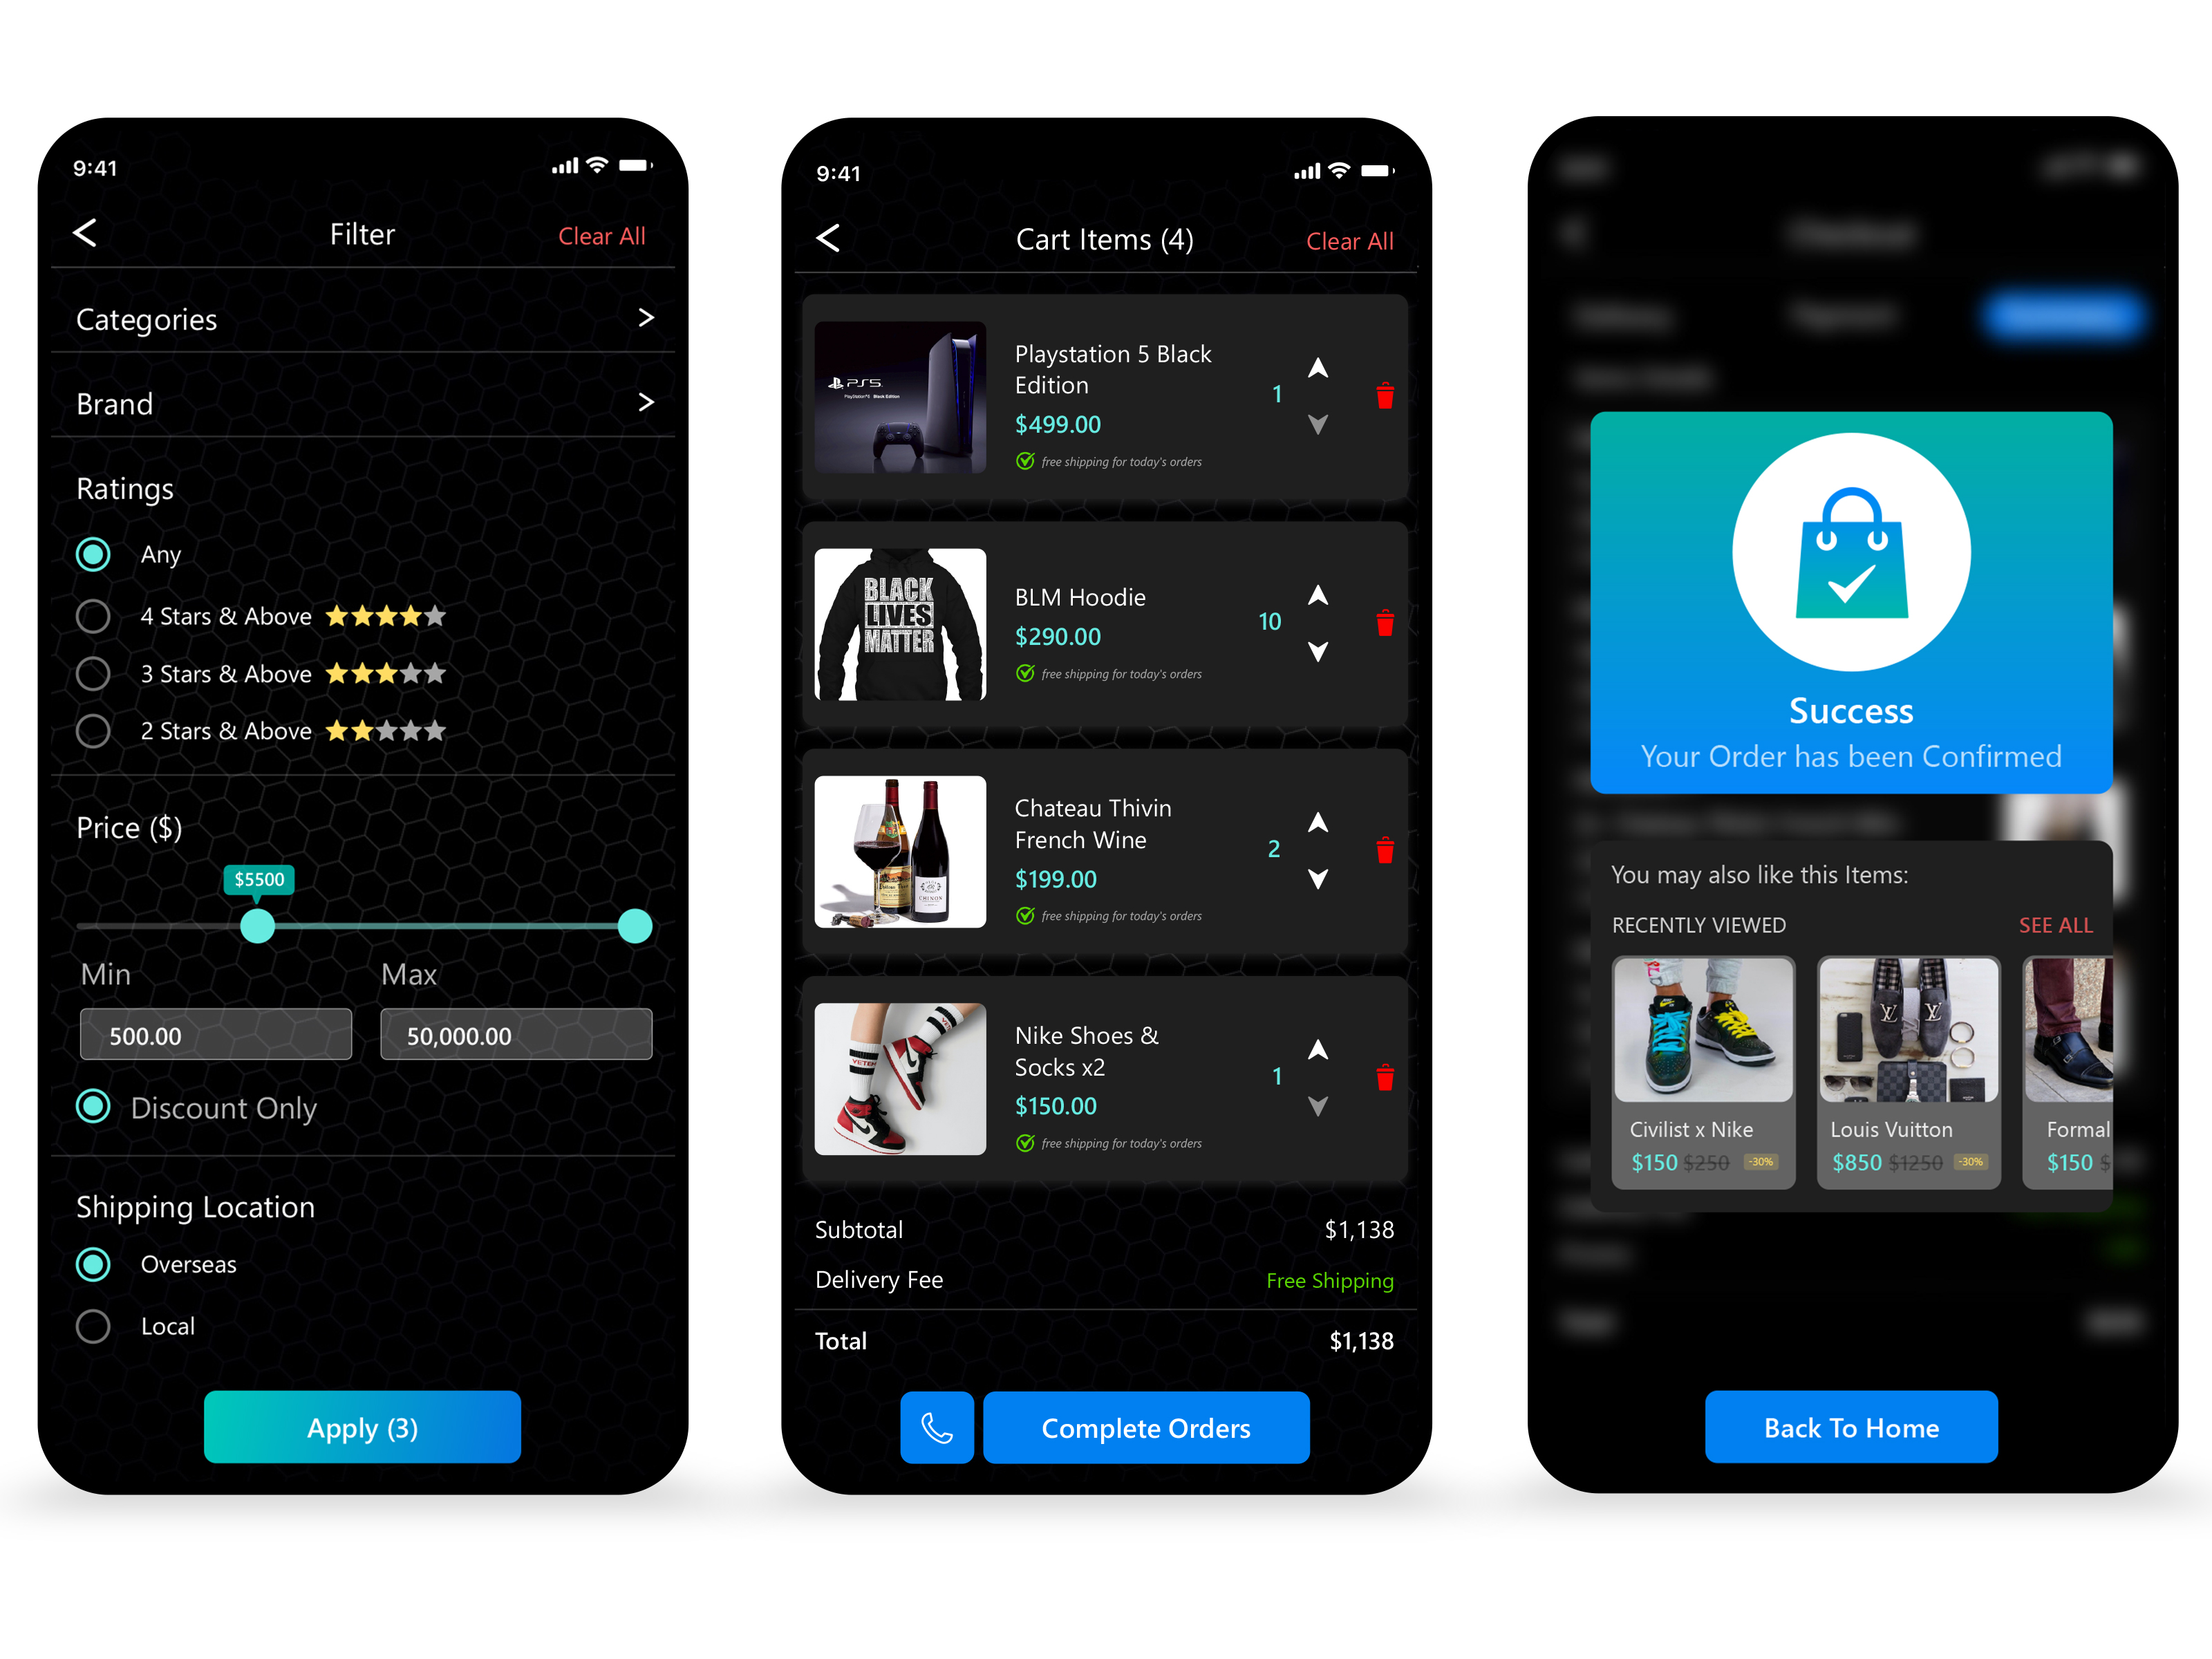 9:41
Filter
Clear All
Categories
Brand
Ratings
Any
4 Stars & Above
3 Stars & Above
2 Stars & Above
Price ($)
$5500
Min
Max
500.00
50,000.00
Discount Only
Shipping Location
Overseas
Local
Apply (3)
9:41
Cart Items (4)
Clear All
PS5
PlayStation 5 Black Edition
Playstation 5 Black
Edition
$499.00
free shipping for today's orders
1
BLACK
LIVES
MATTER
BLM Hoodie
$290.00
free shipping for today's orders
10
CHINON
Chateau Thivin
French Wine
$199.00
free shipping for today's orders
2
Nike Shoes &
Socks x2
$150.00
free shipping for today's orders
1
Subtotal
$1,138
Delivery Fee
Free Shipping
Total
$1,138
Complete Orders
Success
Your Order has been Confirmed
You may also like this Items:
RECENTLY VIEWED
SEE ALL
Civilist x Nike
$150 $250 -30%
Louis Vuitton
$850 $1250 -30%
Formal
$150 $
Back To Home